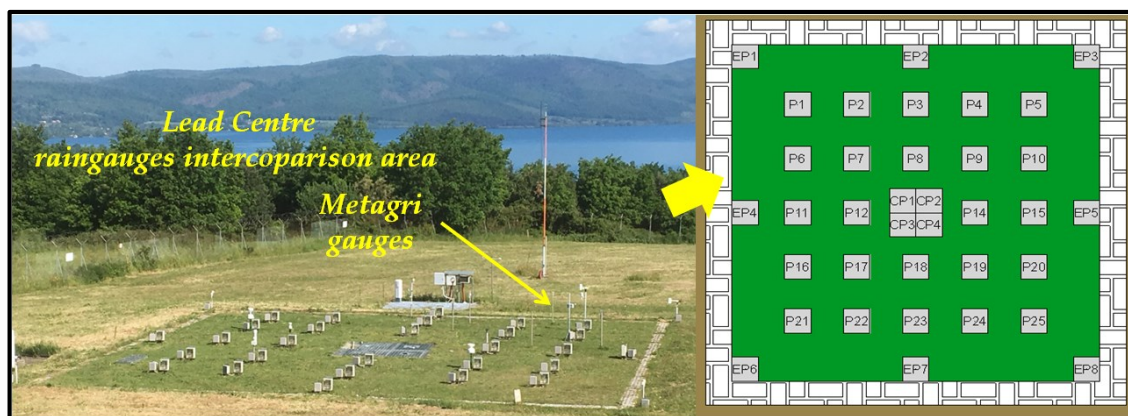 Lead Centre
raingauges intercoparison area
Metagri
gauges
EP1 EP2 EP3
P1 P2 P3 P4 P5
P6 P7 P8 P9 P10
CP1 CP2
EP4 P11 P12 P14 P15 EP5
CP3 CP4
P16 P17 P18 P19 P20
P21 P22 P23 P24 P25
EP6 EP7 EP8